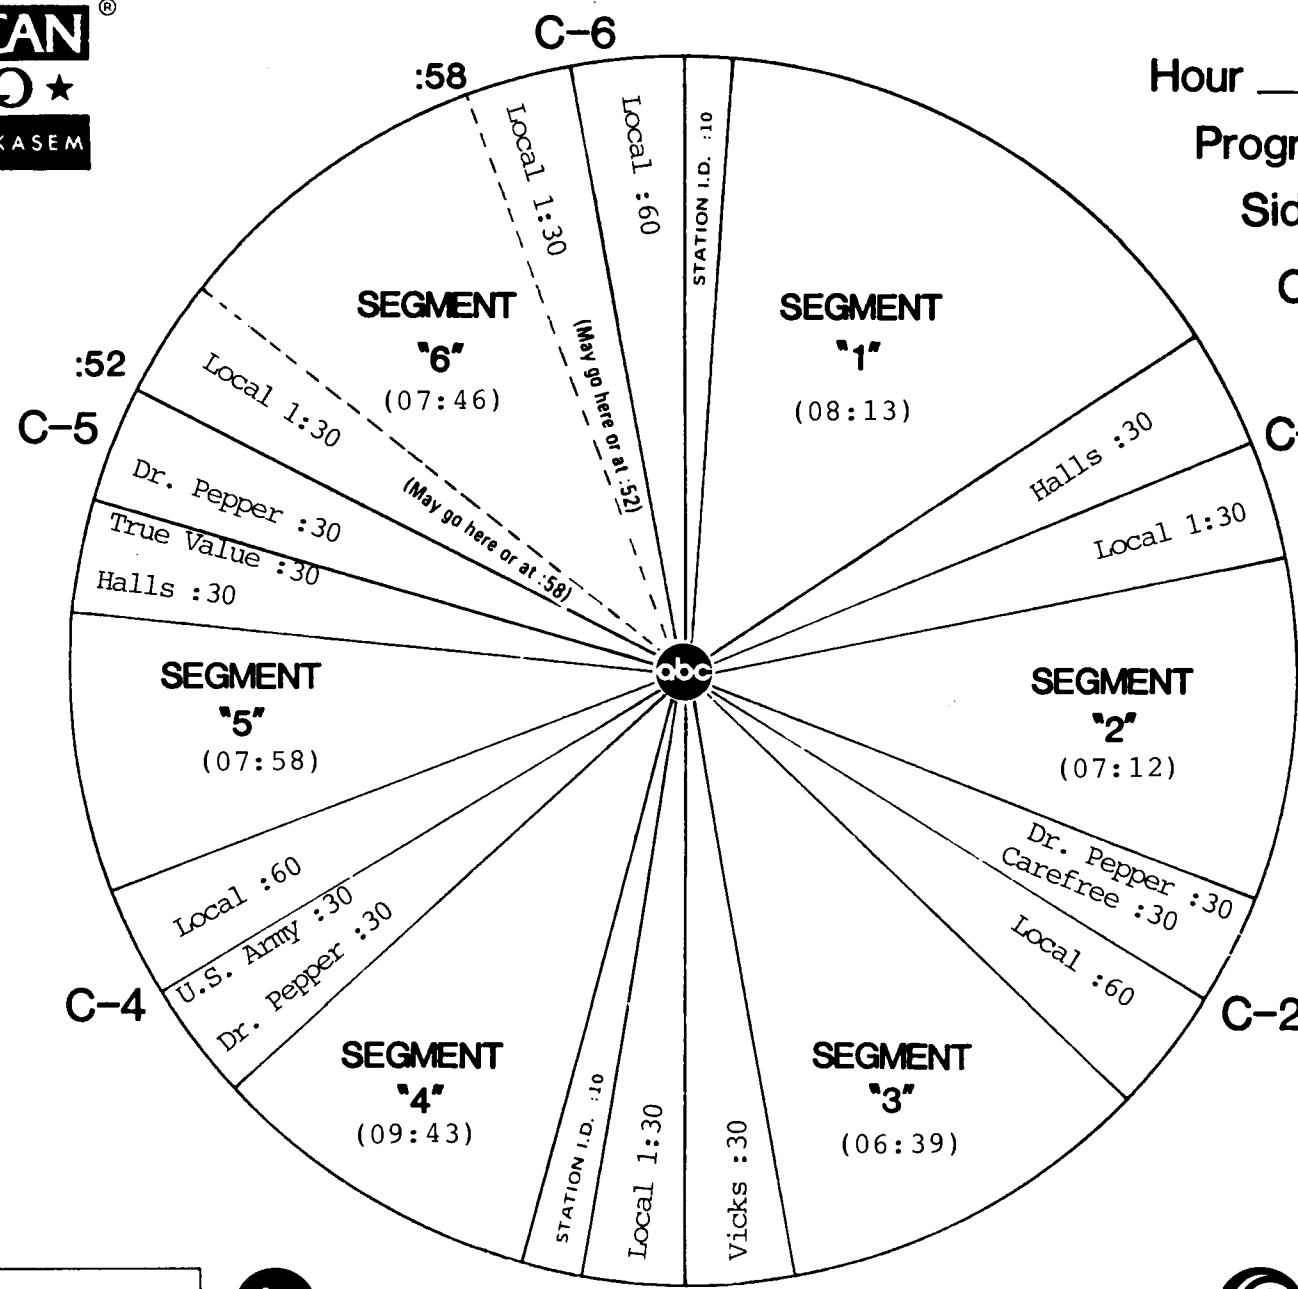 CAN ®
★
KASEM
Hour
C-6
:58
Local 1:30
Local :60
STATION I.D. :10
(May go here or at :52)
SEGMENT
"1"
(08:13)
Halls :30
Local 1:30
SEGMENT
"2"
(07:12)
Dr. Pepper :30
Carefree :30
Local :60
C-2
SEGMENT
"3"
(06:39)
Vicks :30
Local 1:30
STATION I.D. :10
SEGMENT
"4"
(09:43)
Dr. Pepper :30
U.S. Army :30
Local :60
C-4
SEGMENT
"5"
(07:58)
Halls :30
True Value :30
Dr. Pepper :30
C-5
:52
Local 1:30
(May go here or at :58)
SEGMENT
"6"
(07:46)
abc